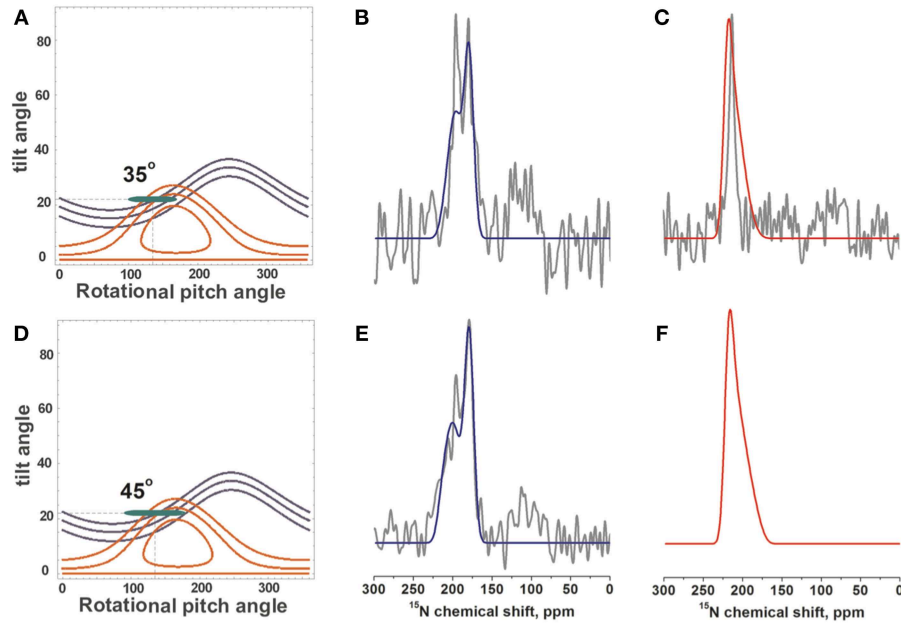 A
B
C
80
60
40
20
0
tilt angle
35°
0 100 200 300
Rotational pitch angle
D
E
F
80
60
40
20
0
tilt angle
45°
0 100 200 300
Rotational pitch angle
300 250 200 150 100 50 0
¹⁵N chemical shift, ppm
300 250 200 150 100 50 0
¹⁵N chemical shift, ppm